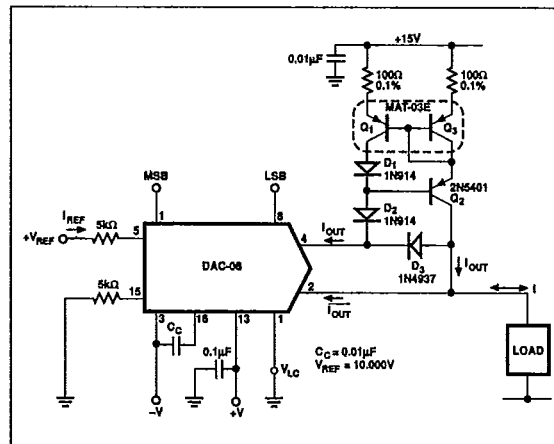 +15V
0.01µF
100Ω
0.1%
100Ω
0.1%
MAT-03E
Q1
Q3
D1
1N914
2N5401
Q2
D2
1N914
MSB
LSB
1
8
IREF
+VREF
5kΩ
5
4
IOUT
D3
1N4937
IOUT
DAC-08
5kΩ
15
2
IOUT
I
3
16
13
1
CC
0.1µF
VLC
CC = 0.01µF
VREF = 10.000V
LOAD
-V
+V